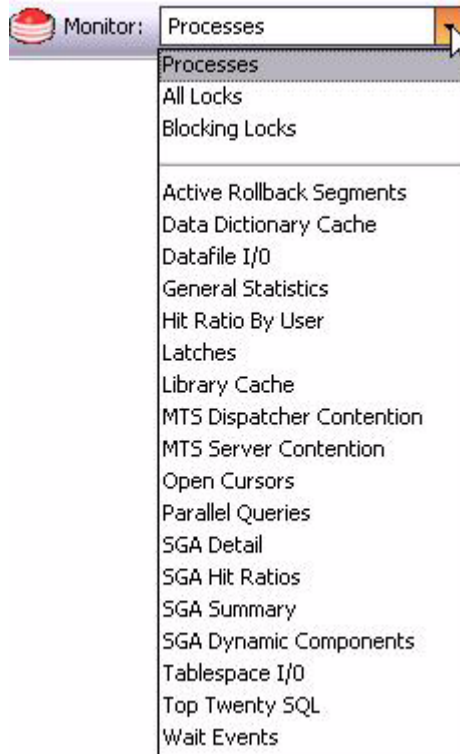 Monitor: Processes
Processes
All Locks
Blocking Locks
Active Rollback Segments
Data Dictionary Cache
Datafile I/O
General Statistics
Hit Ratio By User
Latches
Library Cache
MTS Dispatcher Contention
MTS Server Contention
Open Cursors
Parallel Queries
SGA Detail
SGA Hit Ratios
SGA Summary
SGA Dynamic Components
Tablespace I/O
Top Twenty SQL
Wait Events